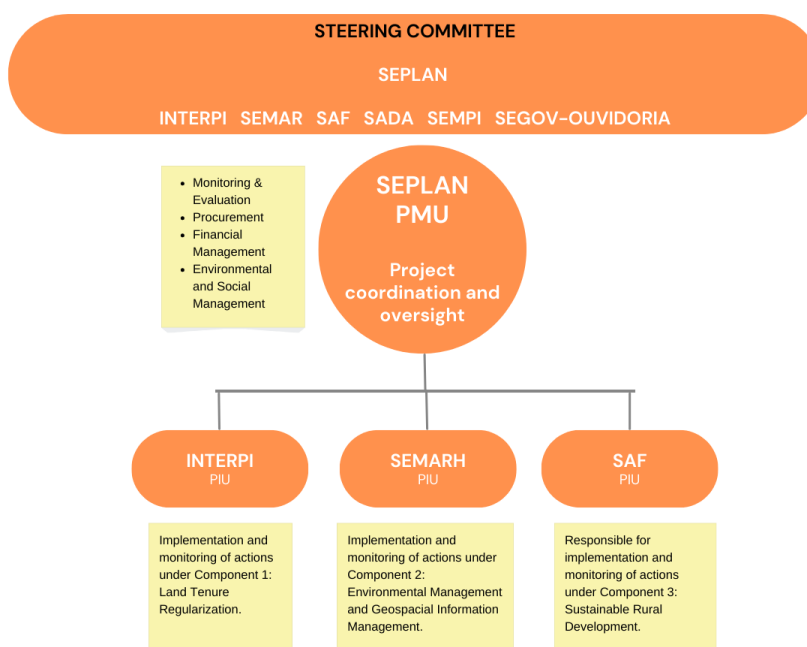 STEERING COMMITTEE
SEPLAN
INTERPI SEMAR SAF SADA SEMPI SEGOV-OUVIDORIA
• Monitoring &
Evaluation
• Procurement
• Financial
Management
• Environmental
and Social
Management
SEPLAN
PMU
Project
coordination and
oversight
INTERPI
PIU
SEMARH
PIU
SAF
PIU
Implementation and
monitoring of actions
under Component 1:
Land Tenure
Regularization.
Implementation and
monitoring of actions under
Component 2:
Environmental Management
and Geospacial Information
Management.
Responsible for
implementation and
monitoring of actions
under Component 3:
Sustainable Rural
Development.